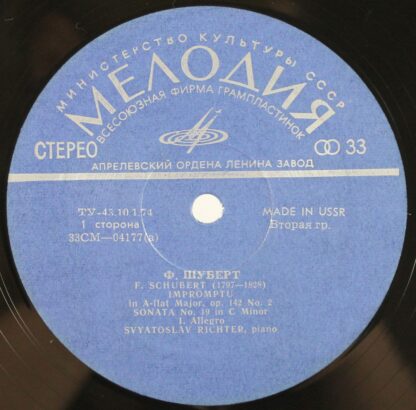 МИНИСТЕРСТВО КУЛЬТУРЫ СССР
МЕЛОДИЯ
ВСЕСОЮЗНАЯ ФИРМА ГРАМПЛАСТИНОК
СТЕРЕО
33
АПРЕЛЕВСКИЙ ОРДЕНА ЛЕНИНА ЗАВОД
ТУ-43.10.1.74
1 сторона
33СМ—04177(а)
MADE IN USSR
Вторая гр.
Ф. ШУБЕРТ
F. SCHUBERT (1797—1828)
IMPROMPTU
in A-flat Major, op. 142 No. 2
SONATA No. 19 in C Minor
I. Allegro
SVYATOSLAV RICHTER, piano